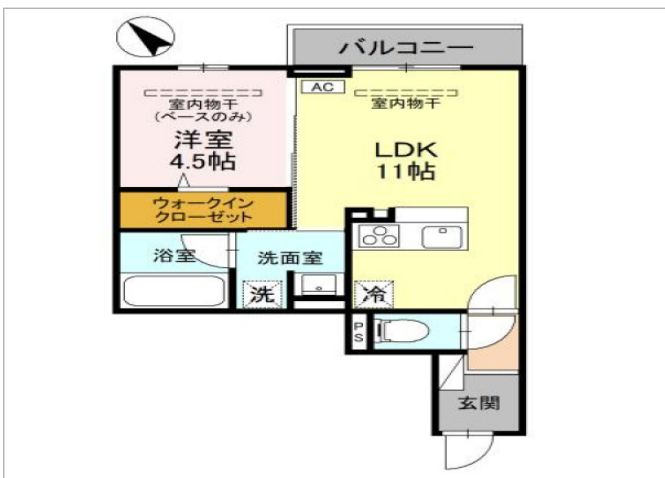 バルコニー
AC
室内物干
(ベースのみ)
洋室
4.5帖
室内物干
LDK
11帖
ウォークイン
クローゼット
浴室
洗面室
洗
冷
PS
玄関